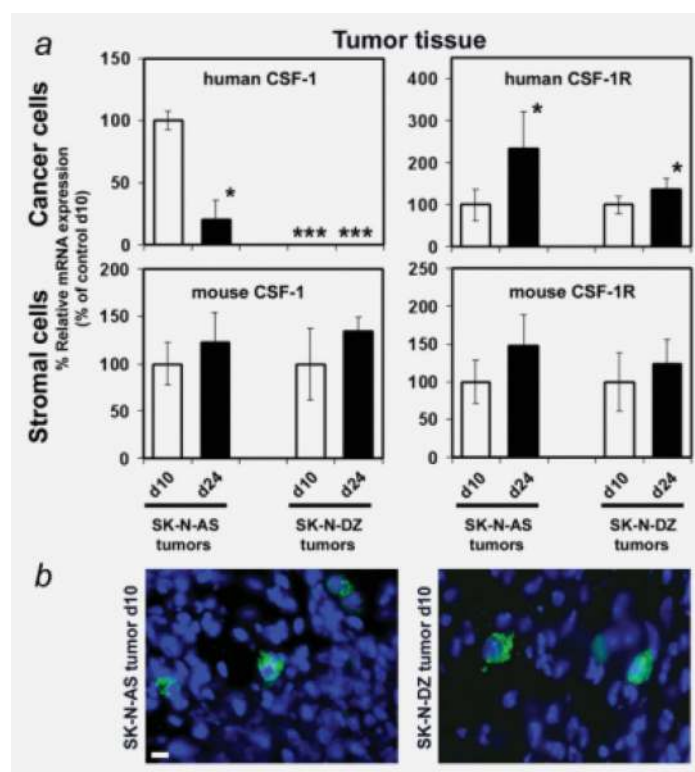 a
Tumor tissue
Cancer cells
Stromal cells
% Relative mRNA expression
(% of control d10)
human CSF-1
150
100
50
0
*
*** ***
human CSF-1R
400
300
200
100
0
*
*
mouse CSF-1
200
150
100
50
0
d10
d24
d10
d24
SK-N-AS
tumors
SK-N-DZ
tumors
mouse CSF-1R
250
200
150
100
50
0
d10
d24
d10
d24
SK-N-AS
tumors
SK-N-DZ
tumors
b
SK-N-AS tumor d10
SK-N-DZ tumor d10